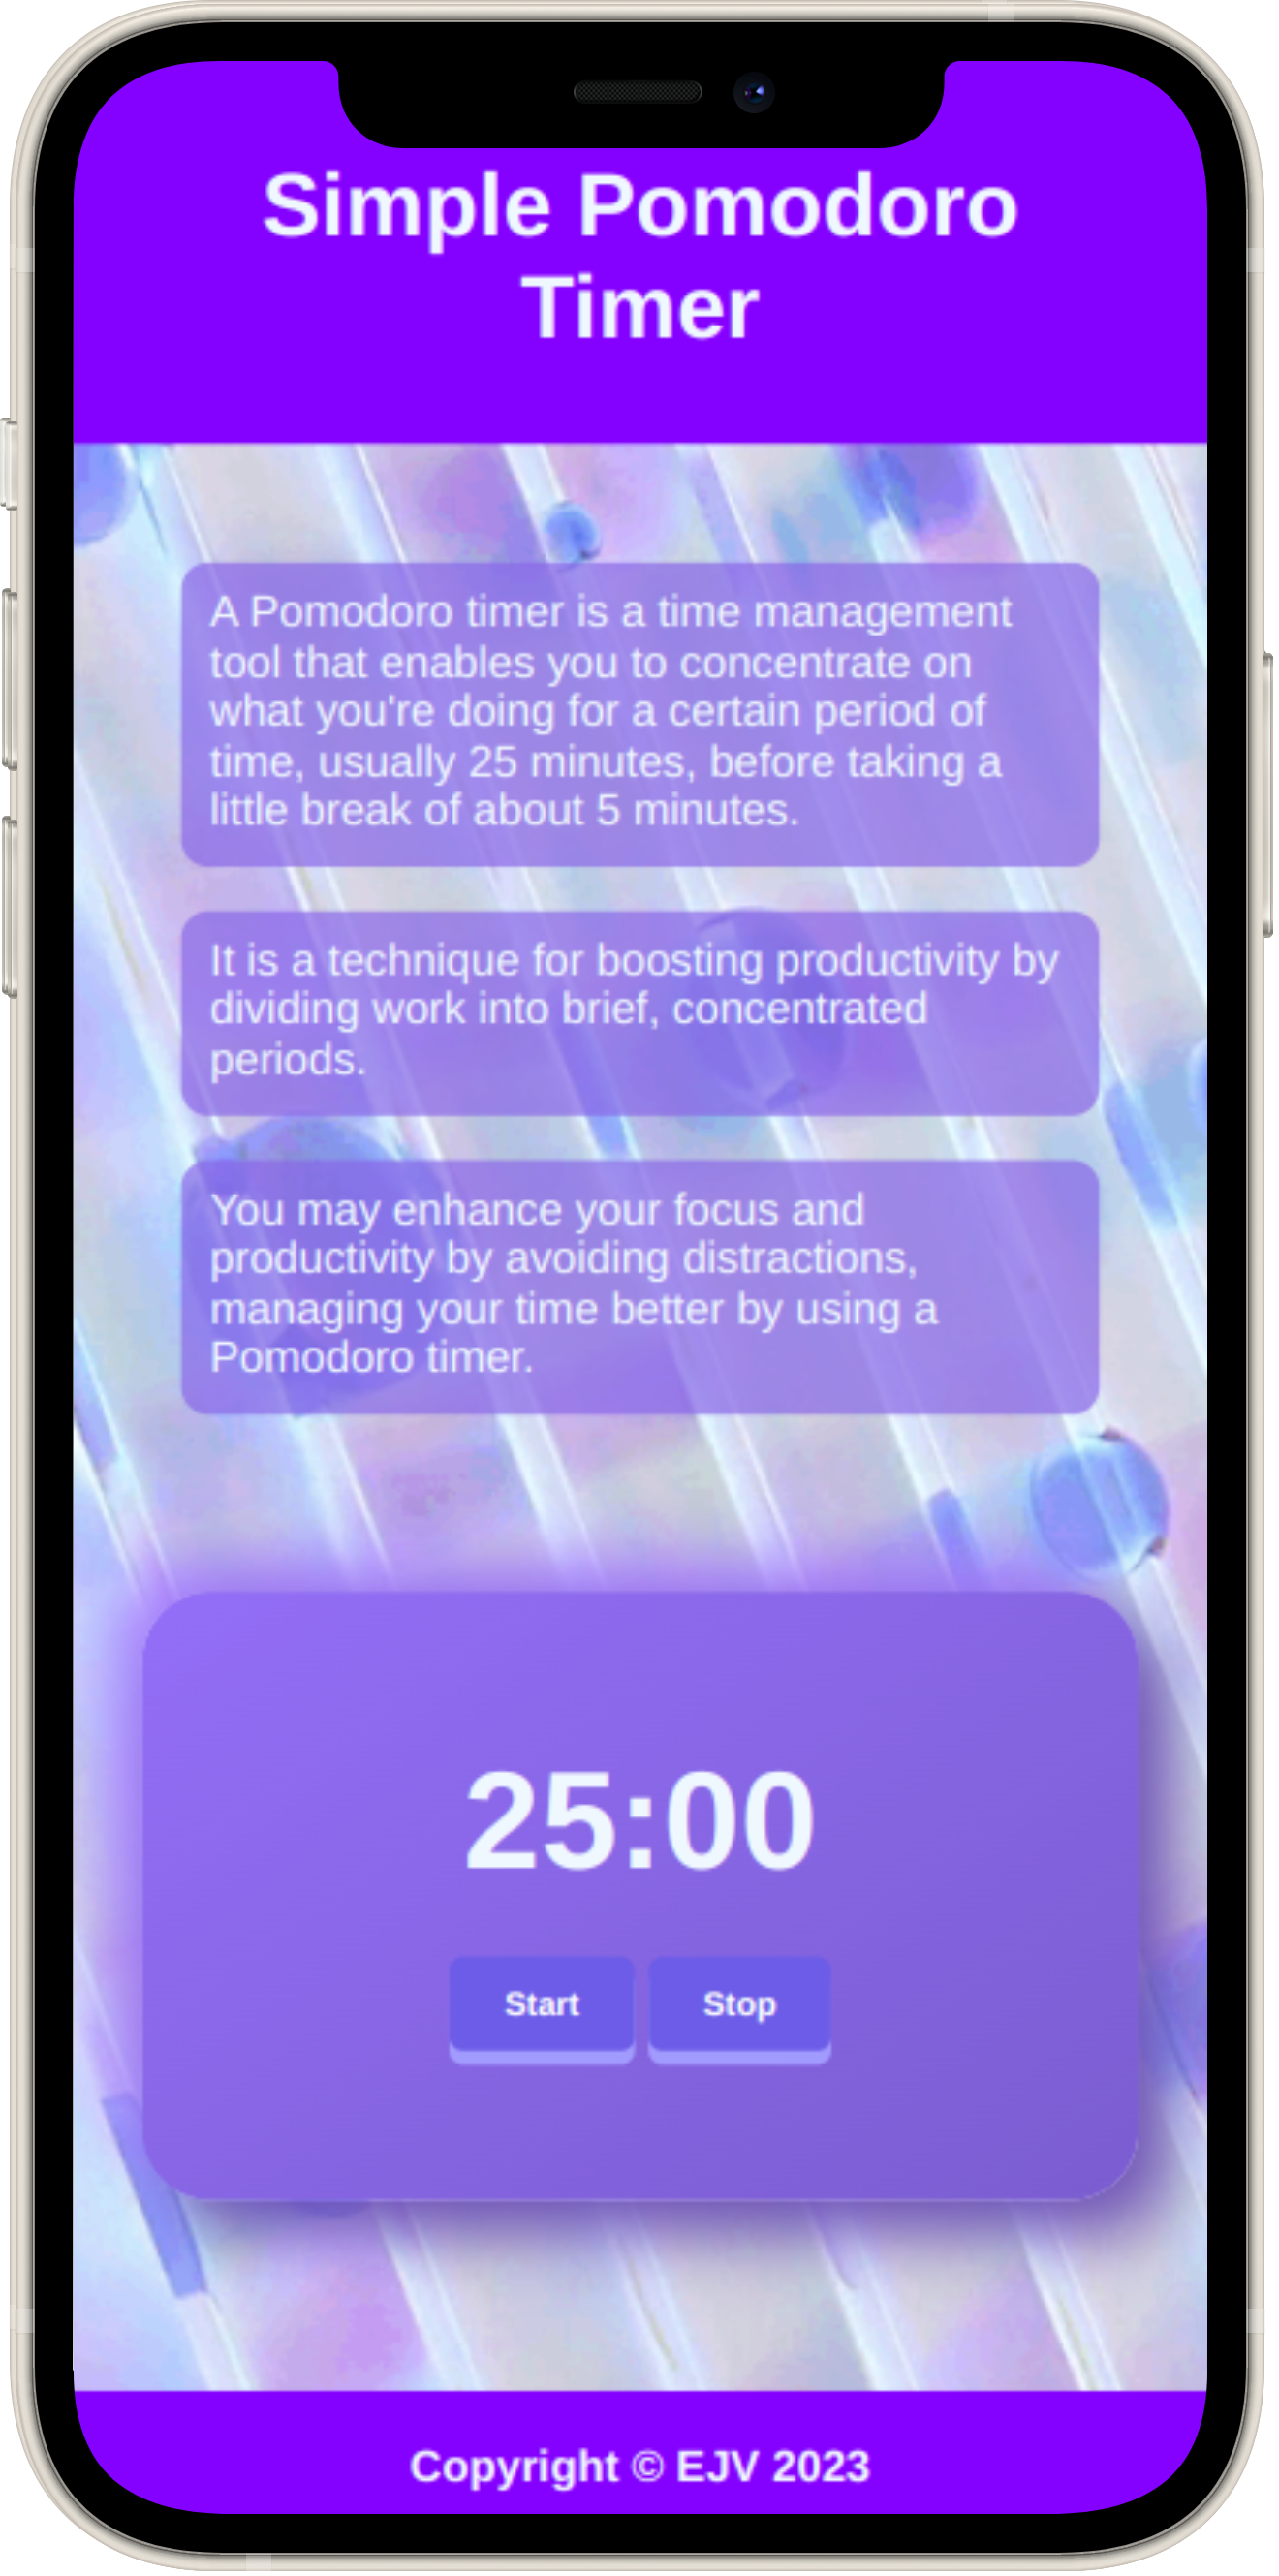 Simple Pomodoro
Timer
A Pomodoro timer is a time management
tool that enables you to concentrate on
what you're doing for a certain period of
time, usually 25 minutes, before taking a
little break of about 5 minutes.
It is a technique for boosting productivity by
dividing work into brief, concentrated
periods.
You may enhance your focus and
productivity by avoiding distractions,
managing your time better by using a
Pomodoro timer.
25:00
Start Stop
Copyright © EJV 2023